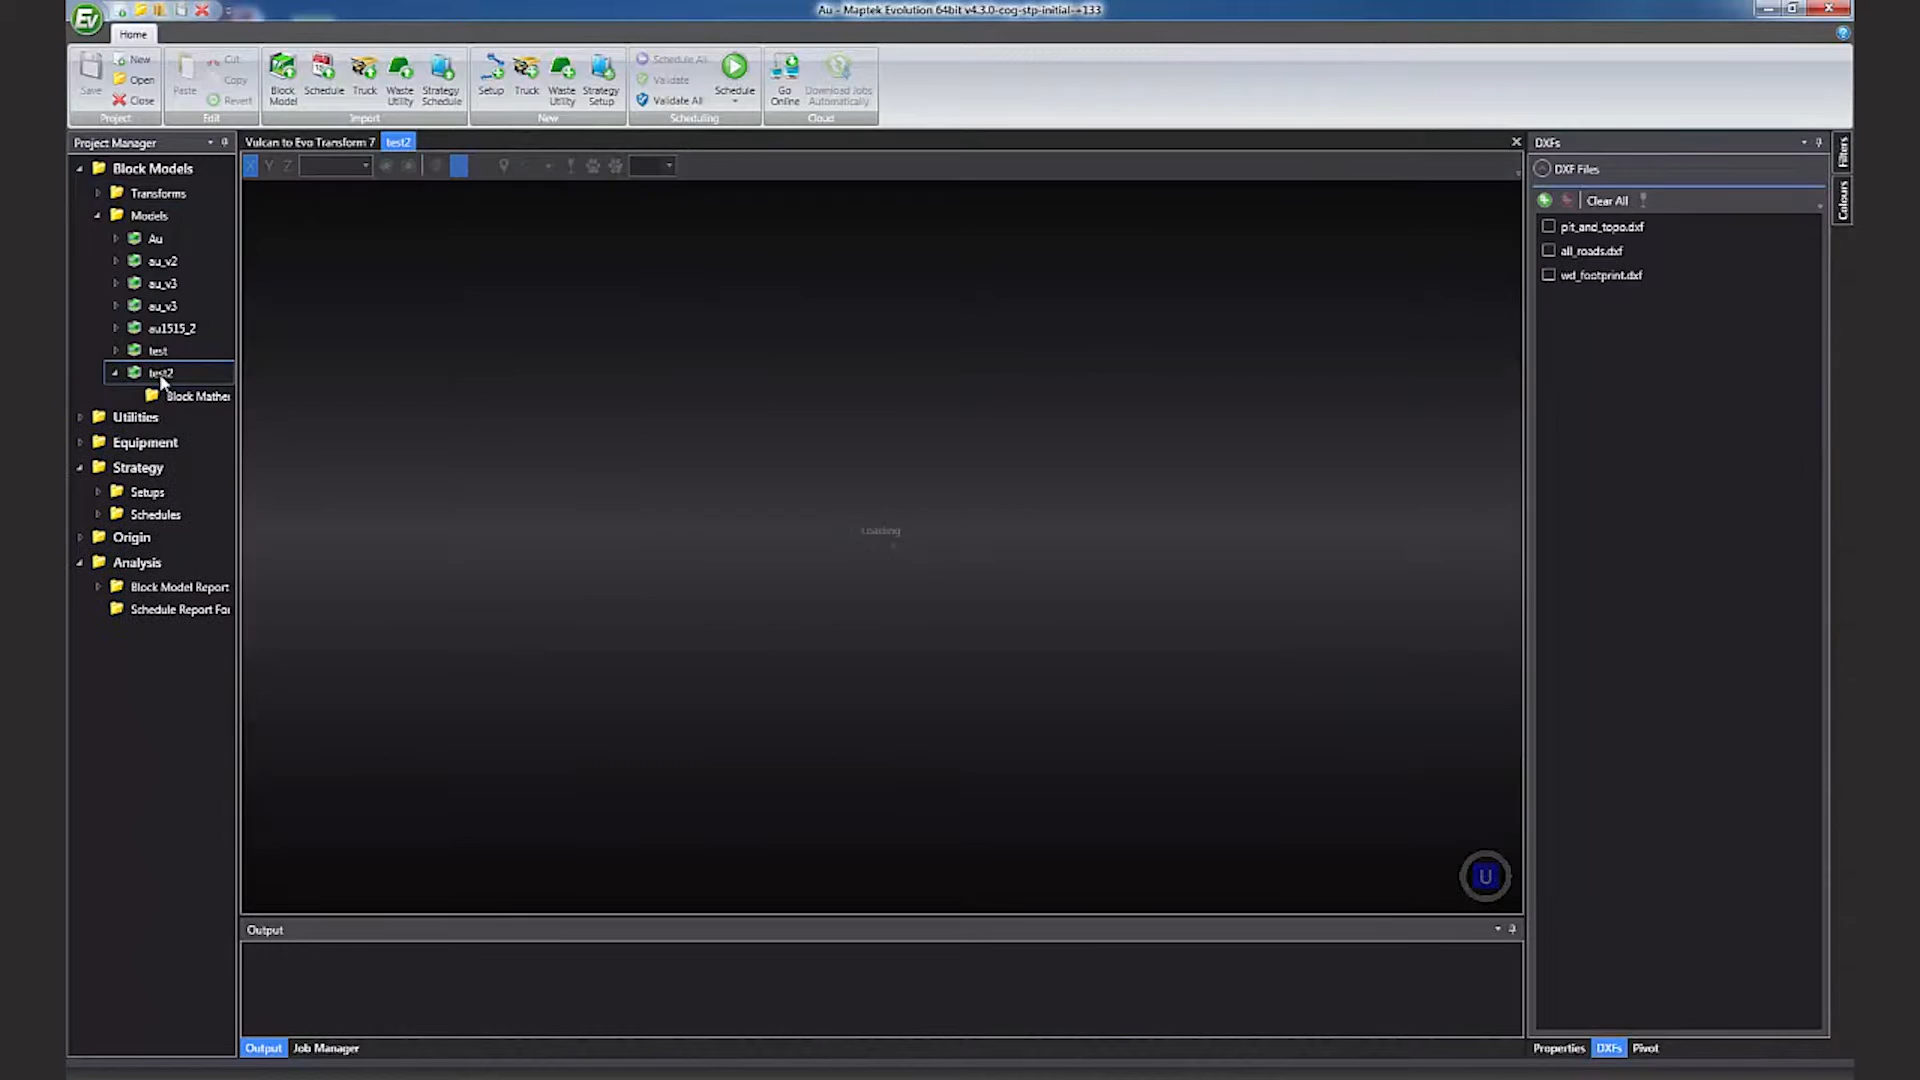 Au - Maptek Evolution 64bit v4.3.0-cog-stp-initial-+133
Ev
Home
Save
New
Open
Close
Paste
Cut
Copy
Revert
Block Model
Schedule
Truck
Waste Utility
Strategy Schedule
Setup
Truck
Waste Utility
Strategy Setup
Schedule All
Validate
Validate All
Schedule
Go Online
Download Jobs Automatically
Project
Edit
Import
New
Scheduling
Cloud
Project Manager
Vulcan to Evo Transform 7
test2
DXFs
Filters
Colours
X Y Z
DXF Files
Clear All
pit_and_topo.dxf
all_roads.dxf
wd_footprint.dxf
Block Models
Transforms
Models
Au
au_v2
au_v3
au_v3
au1515_2
test
test2
Block Mather
Utilities
Equipment
Strategy
Setups
Schedules
Origin
Analysis
Block Model Report
Schedule Report For
Loading
U
Output
Output
Job Manager
Properties
DXFs
Pivot